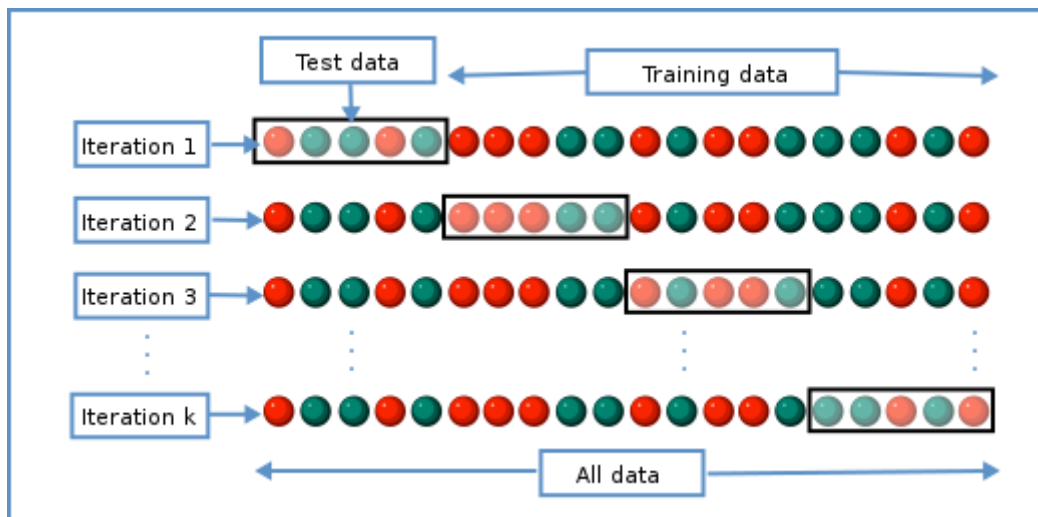 Test data
Training data
Iteration 1
Iteration 2
Iteration 3
Iteration k
All data